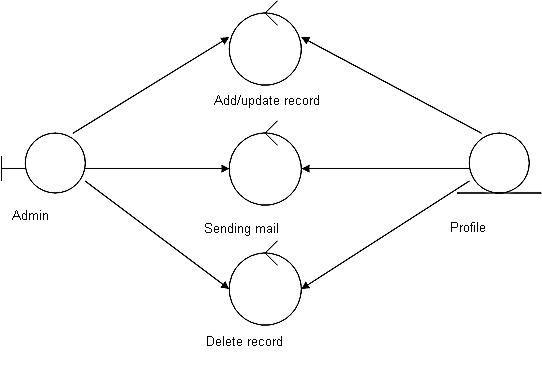 Add/update record
Admin
Sending mail
Profile
Delete record